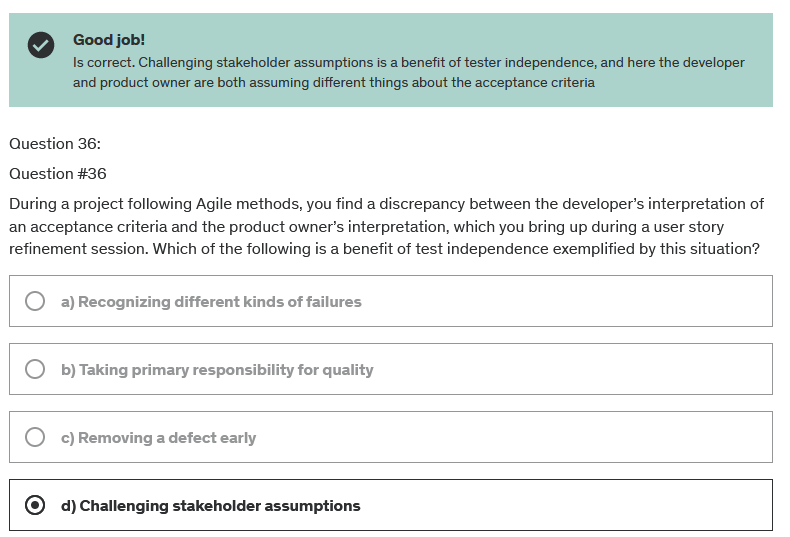 Good job!
Is correct. Challenging stakeholder assumptions is a benefit of tester independence, and here the developer
and product owner are both assuming different things about the acceptance criteria
Question 36:
Question #36
During a project following Agile methods, you find a discrepancy between the developer's interpretation of
an acceptance criteria and the product owner's interpretation, which you bring up during a user story
refinement session. Which of the following is a benefit of test independence exemplified by this situation?
a) Recognizing different kinds of failures
b) Taking primary responsibility for quality
c) Removing a defect early
d) Challenging stakeholder assumptions